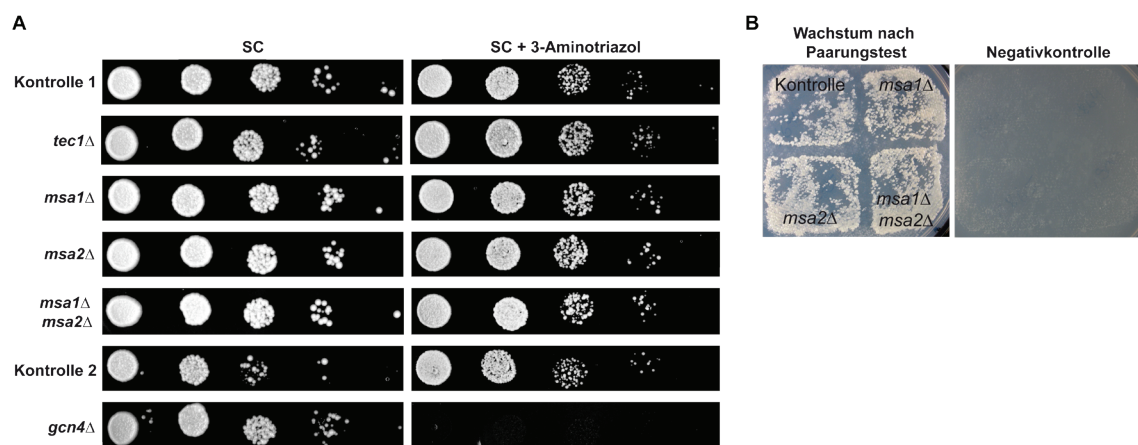 A
SC
SC + 3-Aminotriazol
Kontrolle 1
tec1Δ
msa1Δ
msa2Δ
msa1Δ
msa2Δ
Kontrolle 2
gcn4Δ
B
Wachstum nach
Paarungstest
Negativkontrolle
Kontrolle
msa1Δ
msa2Δ
msa1Δ
msa2Δ